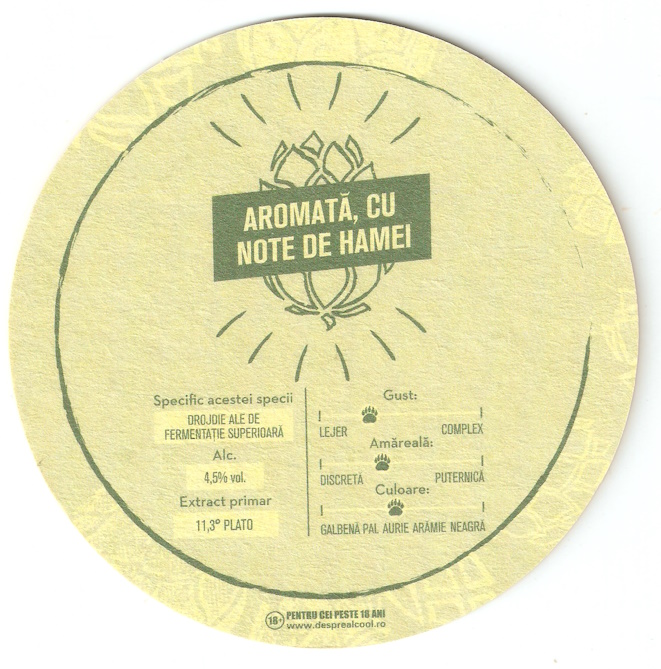 AROMATĂ, CU
NOTE DE HAMEI
Specific acestei specii
DROJDIE ALE DE
FERMENTAȚIE SUPERIOARĂ
Alc.
4,5% vol.
Extract primar
11,3° PLATO
Gust:
LEJER COMPLEX
Amăreală:
DISCRETĂ PUTERNICĂ
Culoare:
GALBENĂ PAL AURIE ARĂMIE NEAGRĂ
18+ PENTRU CEI PESTE 18 ANI
www.desprealcool.ro